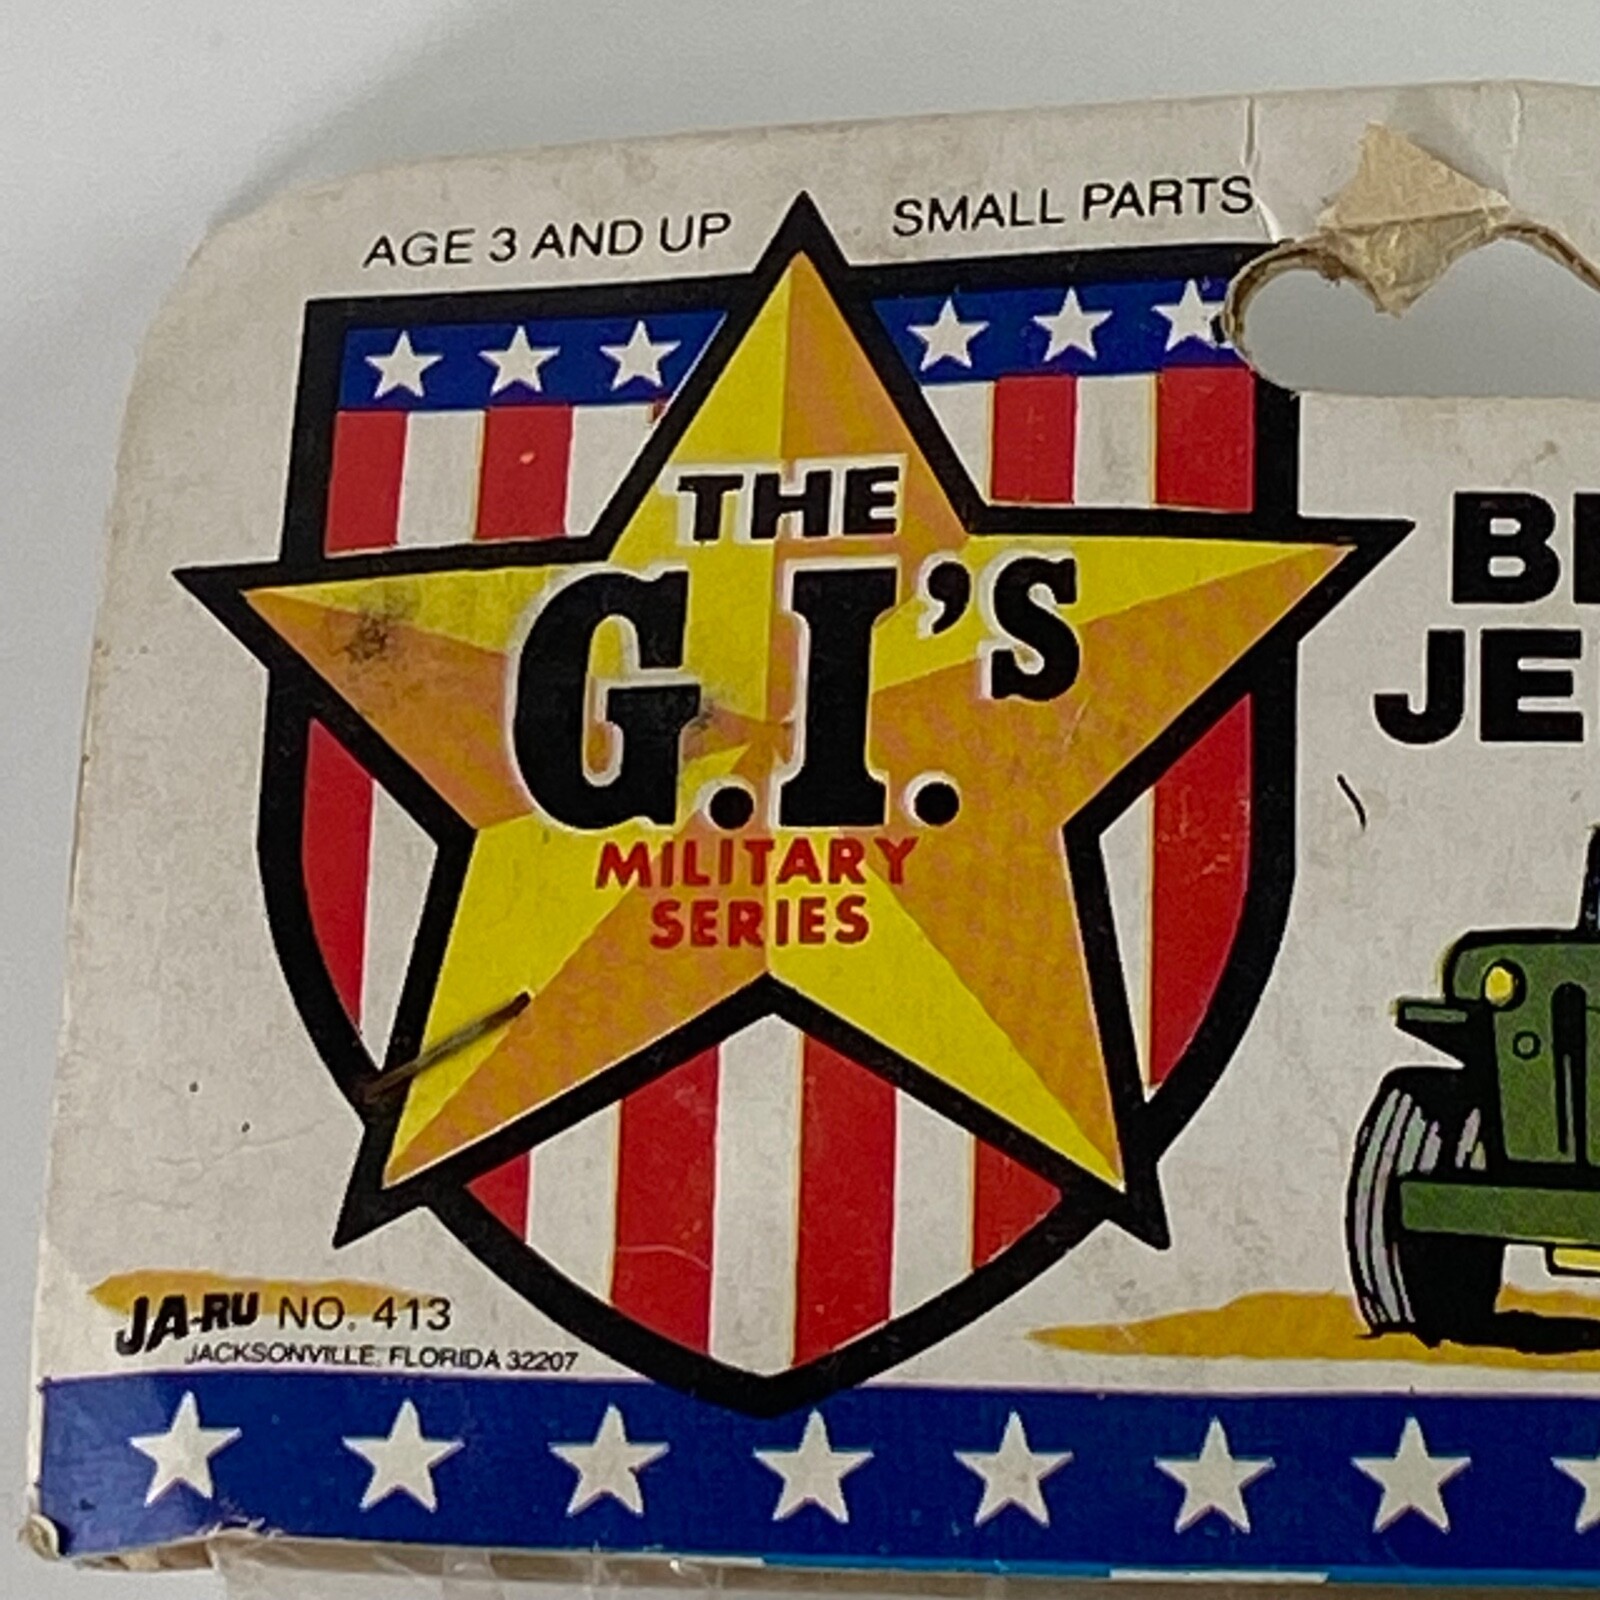 AGE 3 AND UP SMALL PARTS
THE
G.I.'S
MILITARY
SERIES
JA-RU NO. 413
JACKSONVILLE, FLORIDA 32207